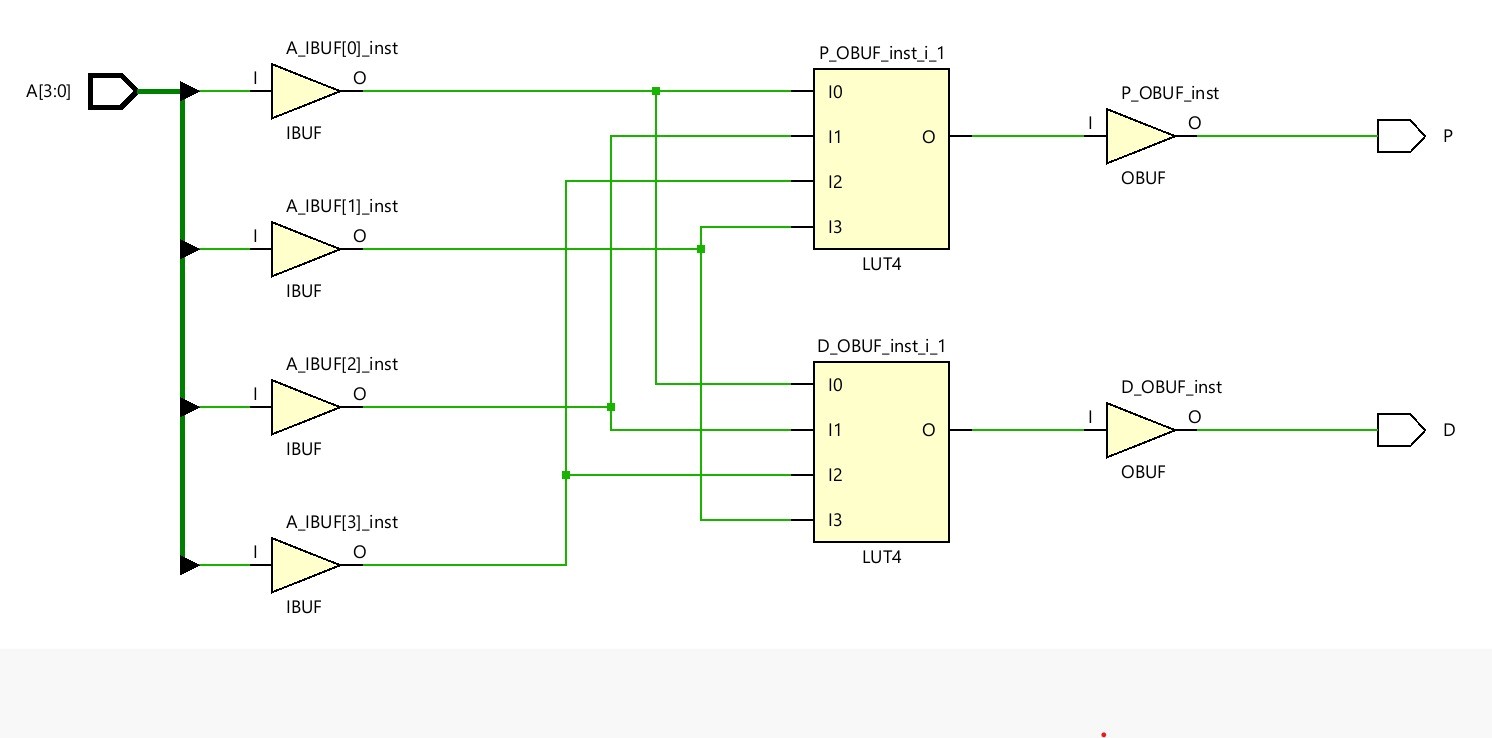 A_IBUF[0]_inst
P_OBUF_inst_i_1
A[3:0]
I
O
I0
P_OBUF_inst
IBUF
I1
O
I
O
P
I2
OBUF
A_IBUF[1]_inst
I
O
I3
IBUF
LUT4
A_IBUF[2]_inst
D_OBUF_inst_i_1
I
O
I0
D_OBUF_inst
IBUF
I1
O
I
O
D
I2
OBUF
A_IBUF[3]_inst
I3
I
O
LUT4
IBUF